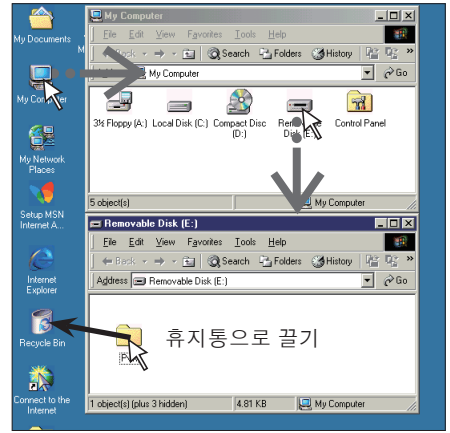 My Documents
My Network
Places
Setup MSN
Internet A...
Internet
Explorer
Recycle Bin
Connect to the
Internet
My Computer
File Edit View Favorites Tools Help
Search Folders History
My Computer Go
3½ Floppy (A:) Local Disk (C:) Compact Disc
(D:)
Control Panel
5 object(s) My Computer
Removable Disk (E:)
File Edit View Favorites Tools Help
Back Search Folders History
Address Removable Disk (E:) Go
휴지통으로 끌기
1 object(s) (plus 3 hidden) 4.81 KB My Computer